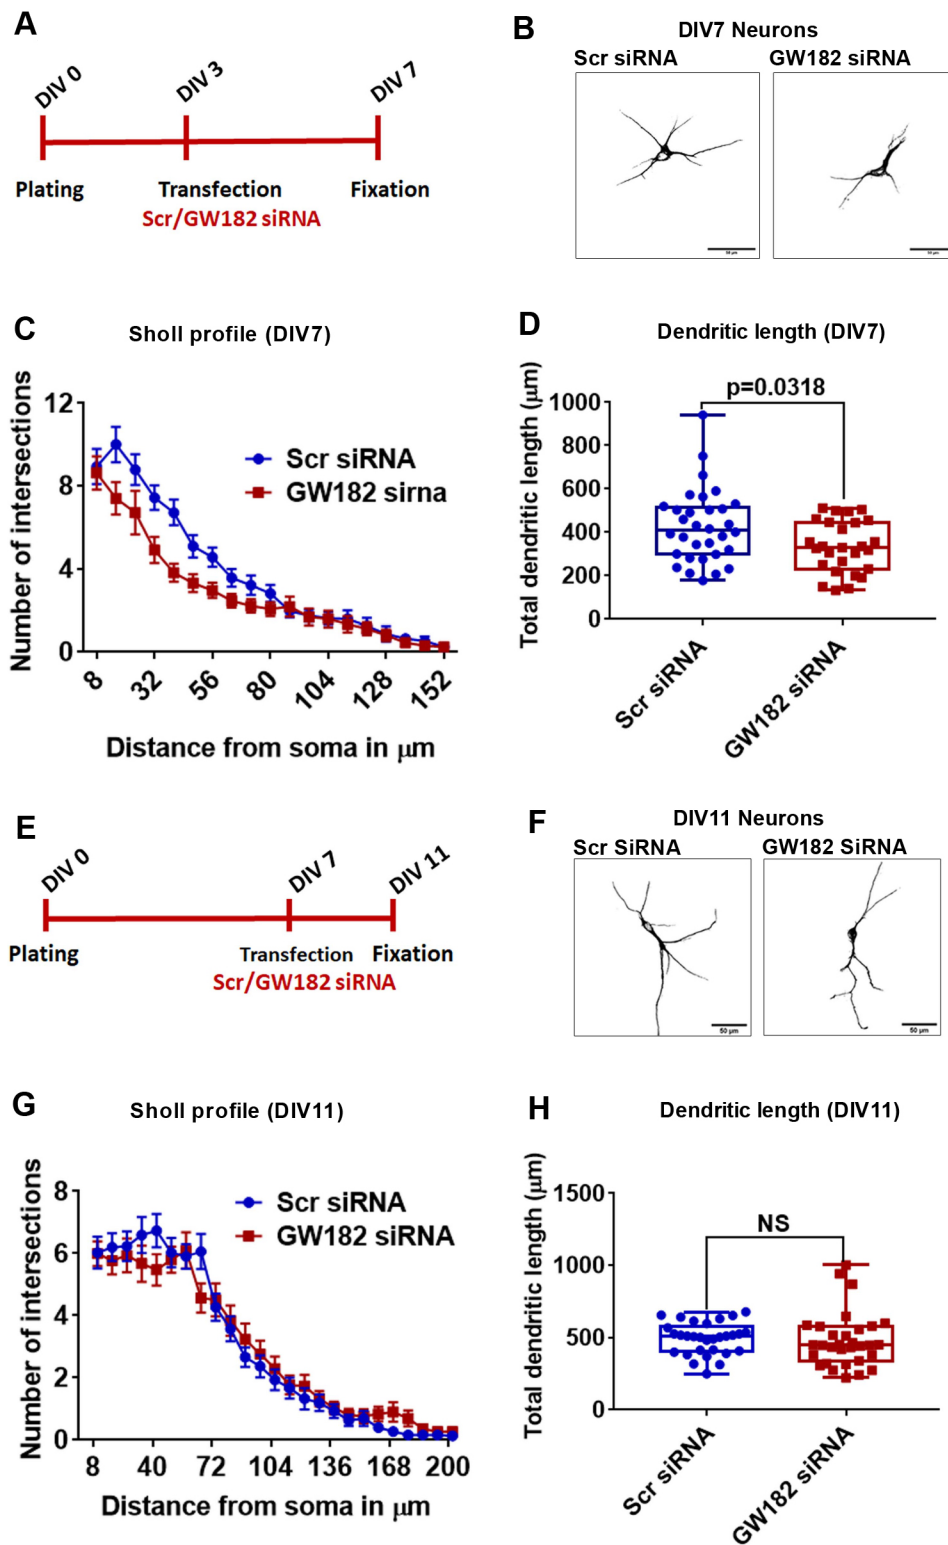 A
DIV 0
DIV 3
DIV 7
Plating
Transfection
Fixation
Scr/GW182 siRNA
B
DIV7 Neurons
Scr siRNA
GW182 siRNA
C
Sholl profile (DIV7)
Number of intersections
12
8
4
0
Scr siRNA
GW182 sirna
8
32
56
80
104
128
152
Distance from soma in μm
D
Dendritic length (DIV7)
Total dendritic length (μm)
p=0.0318
1000
800
600
400
200
0
Scr siRNA
GW182 siRNA
E
DIV 0
DIV 7
DIV 11
Plating
Transfection
Fixation
Scr/GW182 siRNA
F
DIV11 Neurons
Scr SiRNA
GW182 SiRNA
50 μm
50 μm
G
Sholl profile (DIV11)
Number of intersections
8
6
4
2
0
Scr siRNA
GW182 siRNA
8
40
72
104
136
168
200
Distance from soma in μm
H
Dendritic length (DIV11)
Total dendritic length (μm)
NS
1500
1000
500
0
Scr siRNA
GW182 siRNA